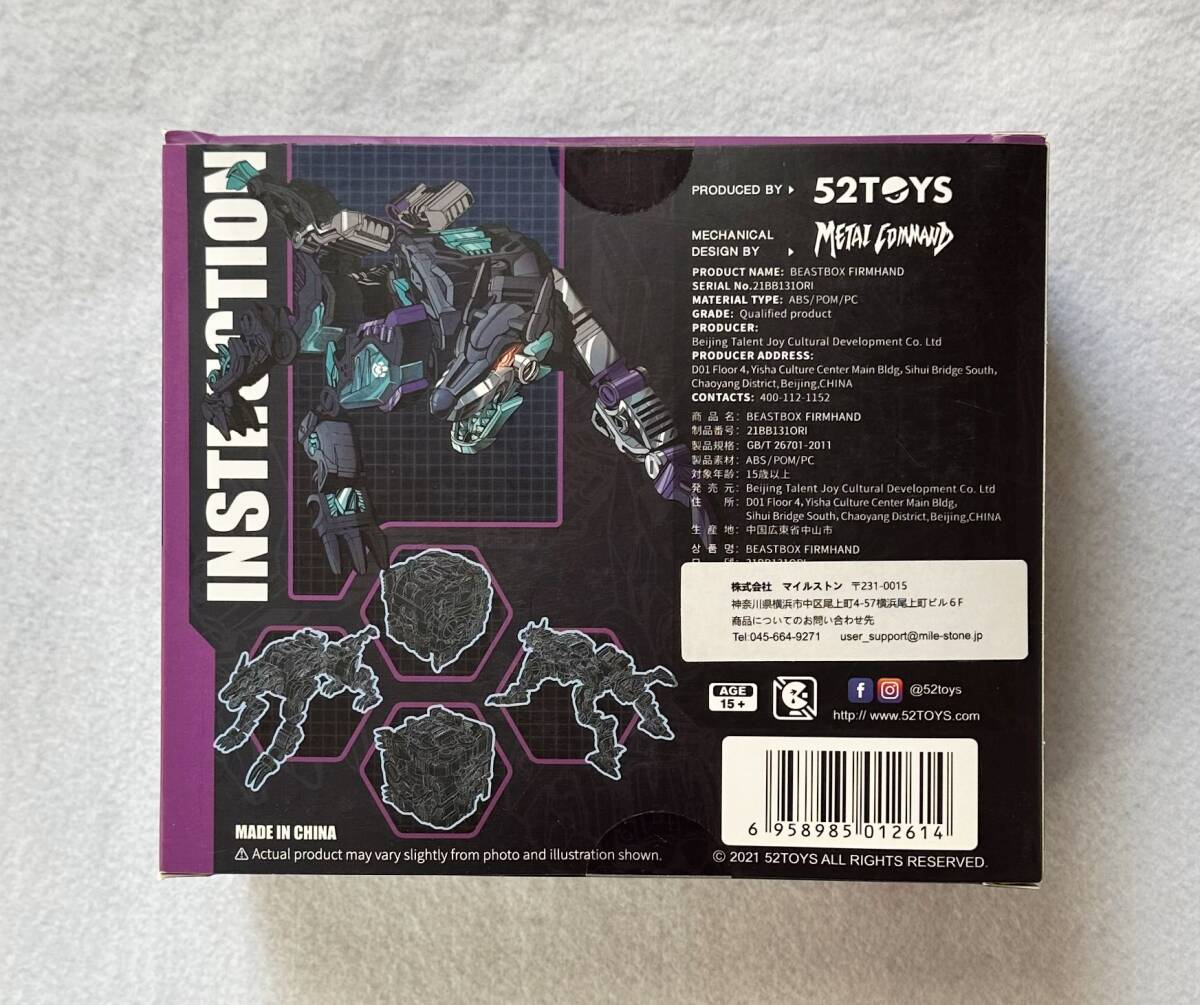 INSTRUCTION
PRODUCED BY 52TOYS
MECHANICAL
DESIGN BY METAL COMMAND
PRODUCT NAME: BEASTBOX FIRMHAND
SERIAL No.21BB131ORI
MATERIAL TYPE: ABS/POM/PC
GRADE: Qualified product
PRODUCER:
Beijing Talent Joy Cultural Development Co. Ltd
PRODUCER ADDRESS:
D01 Floor 4, Yisha Culture Center Main Bldg, Sihui Bridge South,
Chaoyang District, Beijing,CHINA
CONTACTS: 400-112-1152
商 品 名: BEASTBOX FIRMHAND
制品番号: 21BB131ORI
製品規格: GB/T 26701-2011
製品素材: ABS/POM/PC
対象年齢: 15歳以上
発 売 元: Beijing Talent Joy Cultural Development Co. Ltd
住 所: D01 Floor 4, Yisha Culture Center Main Bldg,
Sihui Bridge South, Chaoyang District, Beijing,CHINA
生 産 地: 中国広東省中山市
상 품 명: BEASTBOX FIRMHAND
株式会社 マイルストン 〒231-0015
神奈川県横浜市中区尾上町4-57横浜尾上町ビル6F
商品についてのお問い合わせ先
Tel:045-664-9271 user_support@mile-stone.jp
AGE
15+
@52toys
http:// www.52TOYS.com
6 958985 012614
MADE IN CHINA
Actual product may vary slightly from photo and illustration shown.
© 2021 52TOYS ALL RIGHTS RESERVED.